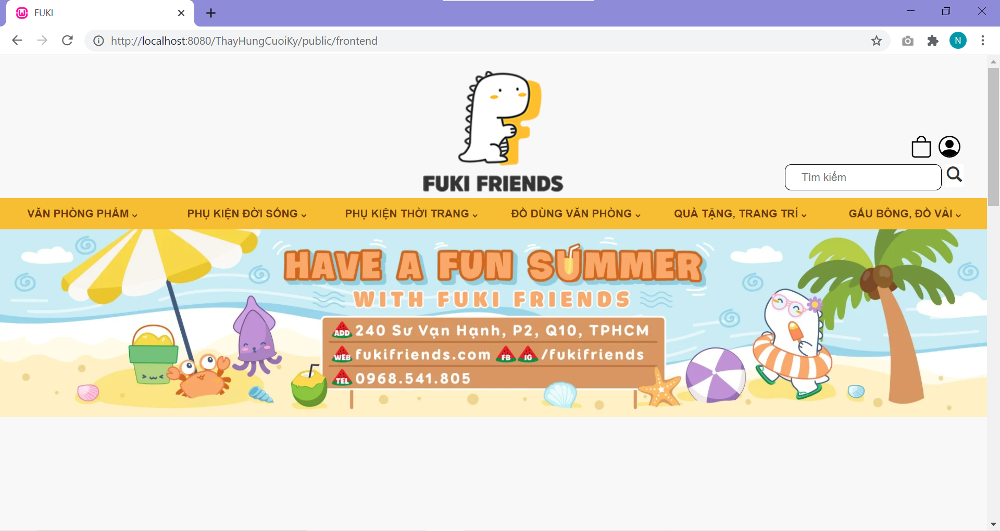 FUKI
http://localhost:8080/ThayHungCuoiKy/public/frontend
N
FUKI FRIENDS
Tìm kiếm
VĂN PHÒNG PHẨM
PHỤ KIỆN ĐỜI SỐNG
PHỤ KIỆN THỜI TRANG
ĐỒ DÙNG VĂN PHÒNG
QUÀ TẶNG, TRANG TRÍ
GẤU BÔNG, ĐỒ VẢI
HAVE A FUN SUMMER
WITH FUKI FRIENDS
ADD 240 Sư Vạn Hạnh, P2, Q10, TPHCM
WEB fukifriends.com FB IG /fukifriends
TEL 0968.541.805